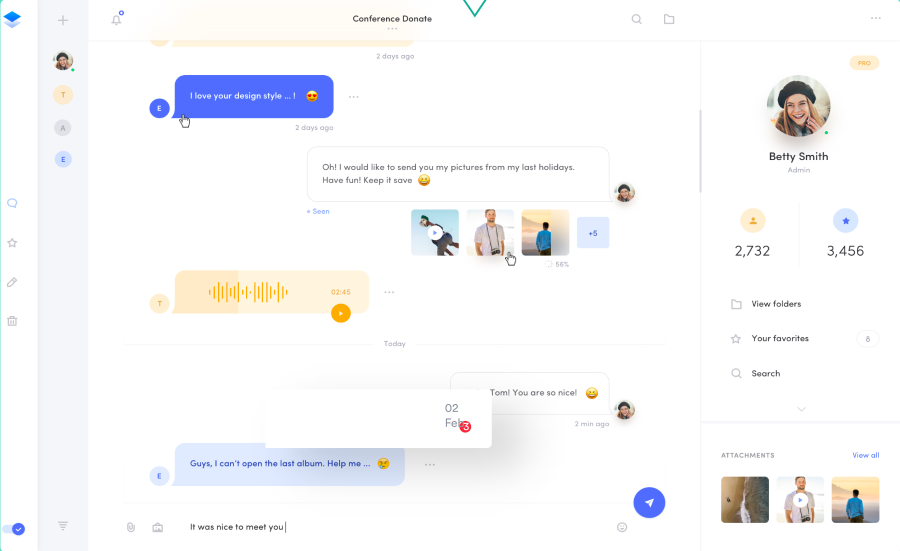 Conference Donate
2 days ago
E
I love your design style ... !
2 days ago
Oh! I would like to send you my pictures from my last holidays.
Have fun! Keep it save
Seen
+5
56%
T
02:45
Today
Tom! You are so nice!
2 min ago
02
Feb
3
E
Guys, I can't open the last album. Help me ...
It was nice to meet you
T
A
E
PRO
Betty Smith
Admin
2,732
3,456
View folders
Your favorites
8
Search
ATTACHMENTS
View all